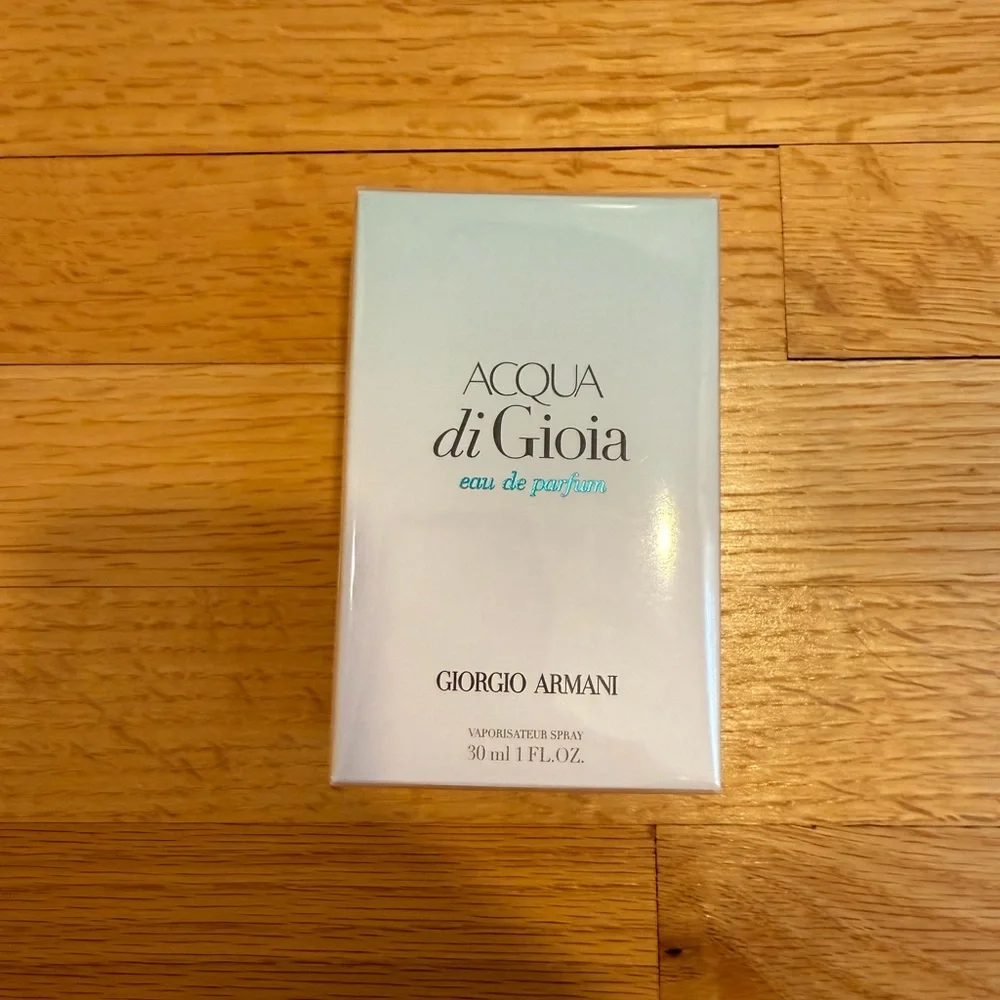 ACQUA
di Gioia
eau de parfum
GIORGIO ARMANI
VAPORISATEUR SPRAY
30 ml 1 FL.OZ.